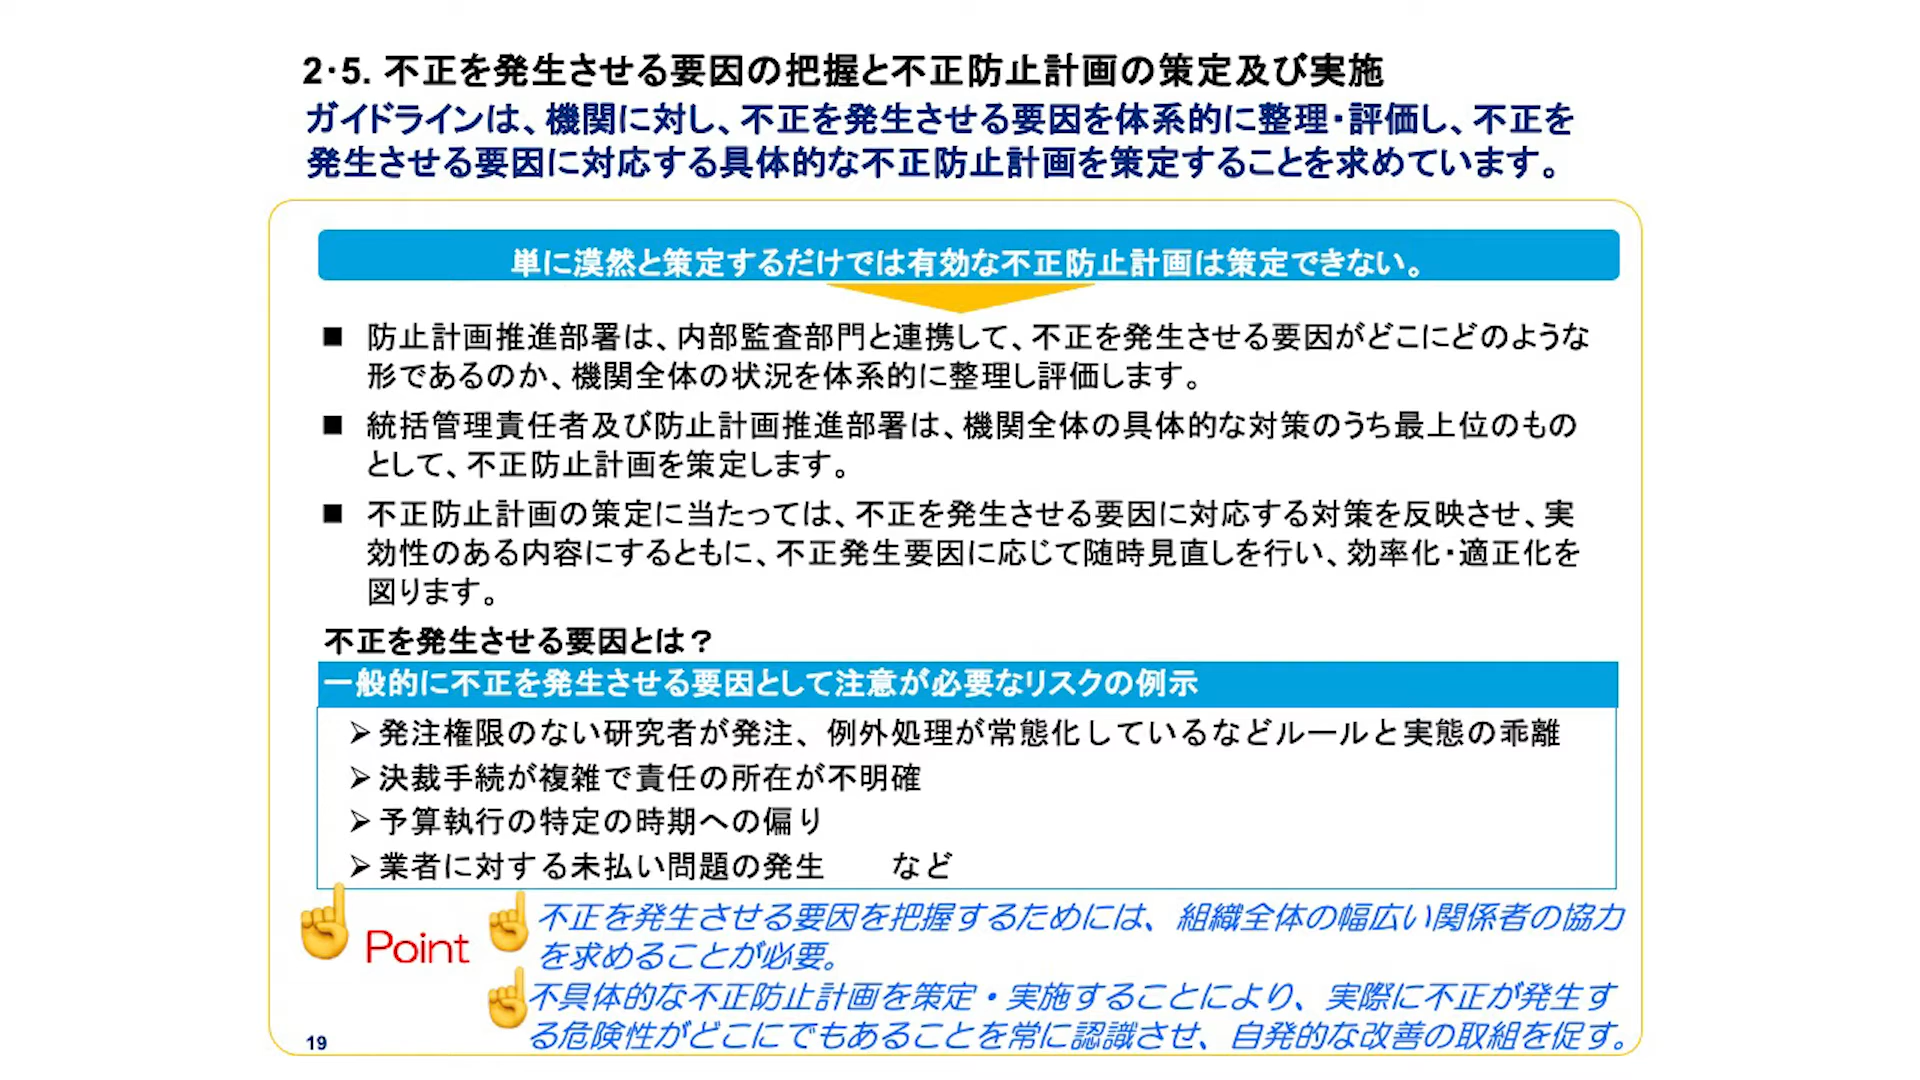 2・5. 不正を発生させる要因の把握と不正防止計画の策定及び実施
ガイドラインは、機関に対し、不正を発生させる要因を体系的に整理・評価し、不正を
発生させる要因に対応する具体的な不正防止計画を策定することを求めています。
単に漠然と策定するだけでは有効な不正防止計画は策定できない。
■ 防止計画推進部署は、内部監査部門と連携して、不正を発生させる要因がどこにどのような
形であるのか、機関全体の状況を体系的に整理し評価します。
■ 統括管理責任者及び防止計画推進部署は、機関全体の具体的な対策のうち最上位のもの
として、不正防止計画を策定します。
■ 不正防止計画の策定に当たっては、不正を発生させる要因に対応する対策を反映させ、実
効性のある内容にするともに、不正発生要因に応じて随時見直しを行い、効率化・適正化を
図ります。
不正を発生させる要因とは？
一般的に不正を発生させる要因として注意が必要なリスクの例示
➢発注権限のない研究者が発注、例外処理が常態化しているなどルールと実態の乖離
➢決裁手続が複雑で責任の所在が不明確
➢予算執行の特定の時期への偏り
➢業者に対する未払い問題の発生　　など
☝Point
☝不正を発生させる要因を把握するためには、組織全体の幅広い関係者の協力
を求めることが必要。
☝不具体的な不正防止計画を策定・実施することにより、実際に不正が発生す
る危険性がどこにでもあることを常に認識させ、自発的な改善の取組を促す。
19